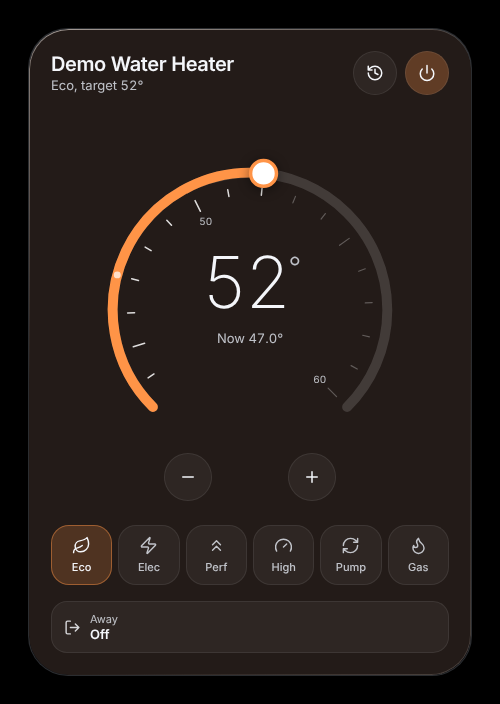 Demo Water Heater
Eco, target 52°
50
52°
Now 47.0°
60
Eco
Elec
Perf
High
Pump
Gas
Away
Off